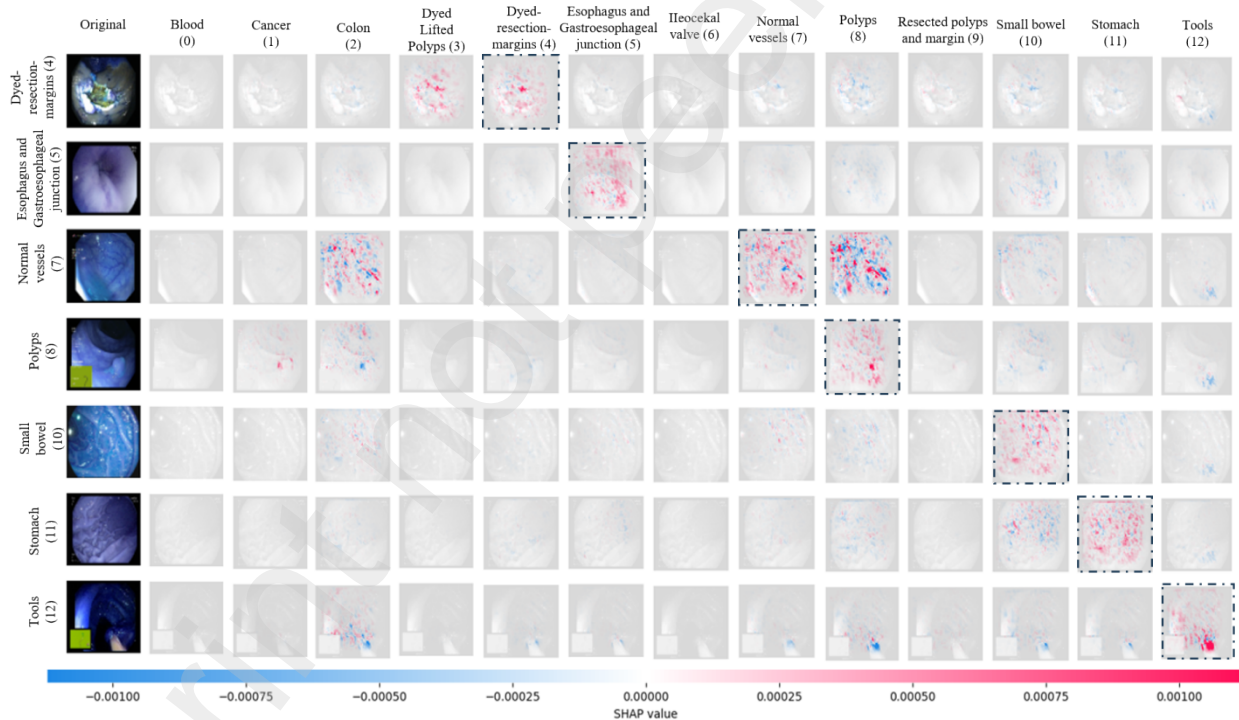 Original
Blood
(0)
Cancer
(1)
Colon
(2)
Dyed
Lifted
Polyps (3)
Dyed-
resection-
margins (4)
Esophagus and
Gastroesophageal
junction (5)
IIeocekal
valve (6)
Normal
vessels (7)
Polyps
(8)
Resected polyps
and margin (9)
Small bowel
(10)
Stomach
(11)
Tools
(12)
Dyed-
resection-
margins (4)
Esophagus and
Gastroesophageal
junction (5)
Normal
vessels
(7)
Polyps
(8)
Small
bowel
(10)
Stomach
(11)
Tools
(12)
−0.00100
−0.00075
−0.00050
−0.00025
0.00000
0.00025
0.00050
0.00075
0.00100
SHAP value
rint not pee